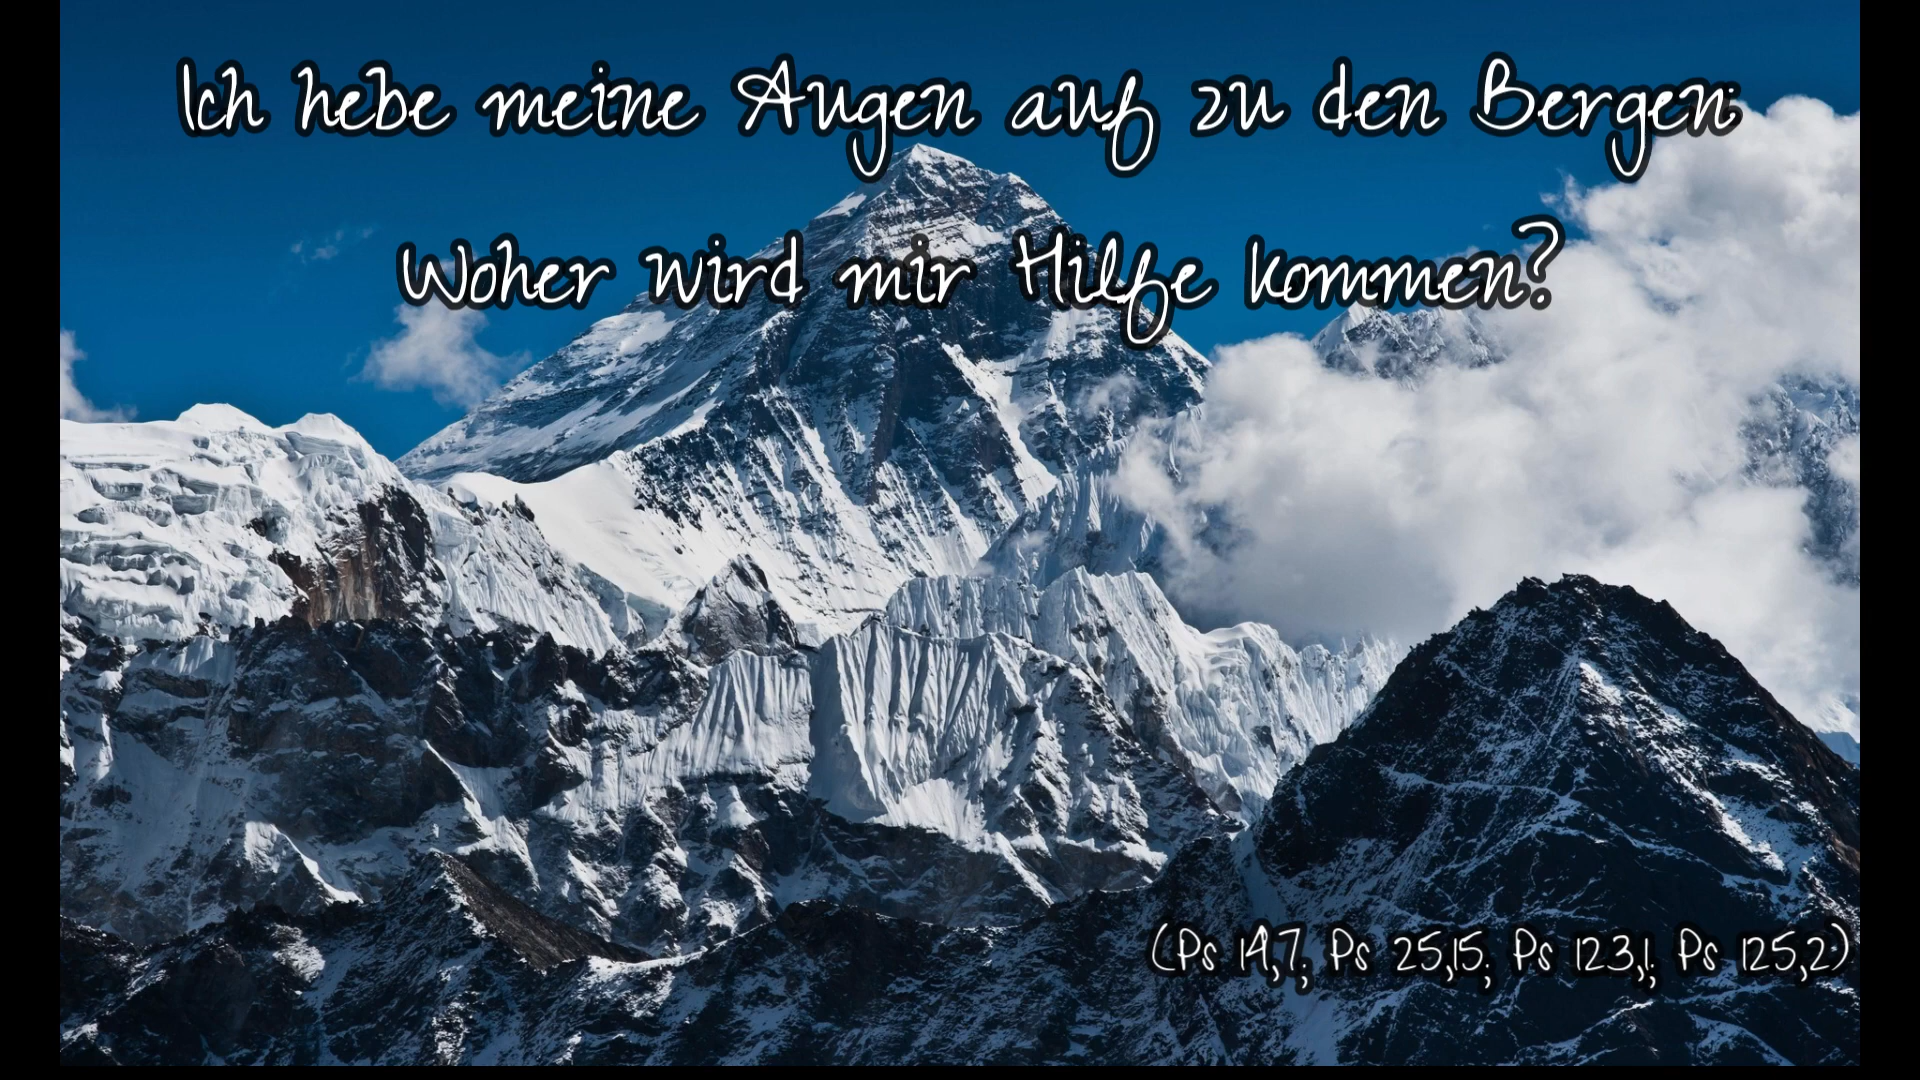 Ich hebe meine Augen auf zu den Bergen:
Woher wird mir Hilfe kommen?
(Ps 14,7; Ps 25,15; Ps 123,1; Ps 125,2)